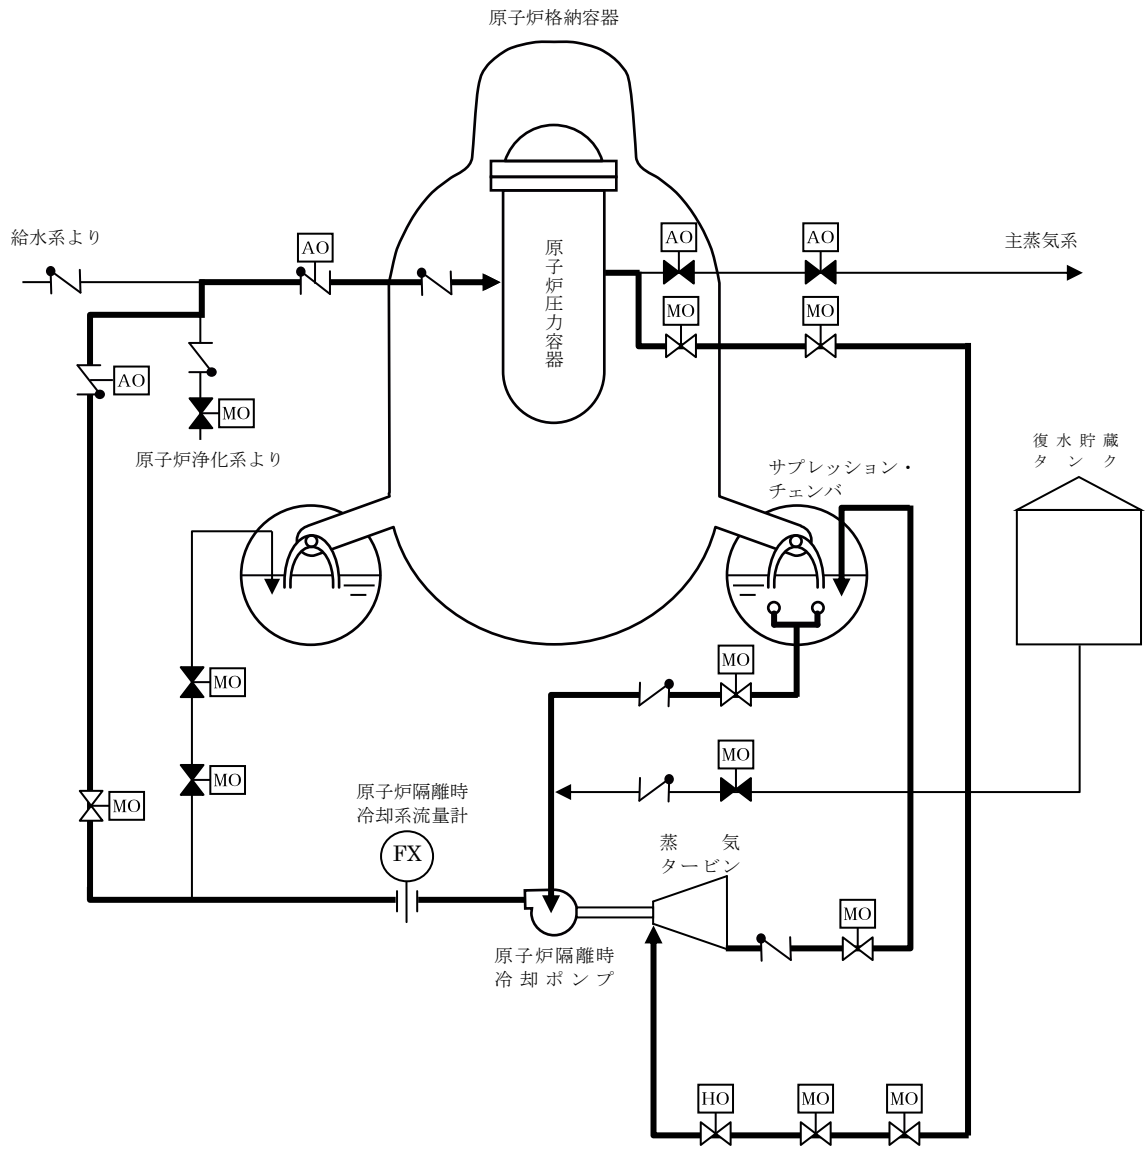 原子炉格納容器
給水系より
AO
原子炉圧力容器
AO
AO
主蒸気系
MO
MO
AO
MO
原子炉浄化系より
復水貯蔵
タンク
サプレッション・
チェンバ
MO
MO
MO
MO
MO
原子炉隔離時
冷却系流量計
FX
蒸気
タービン
MO
原子炉隔離時
冷却ポンプ
HO
MO
MO